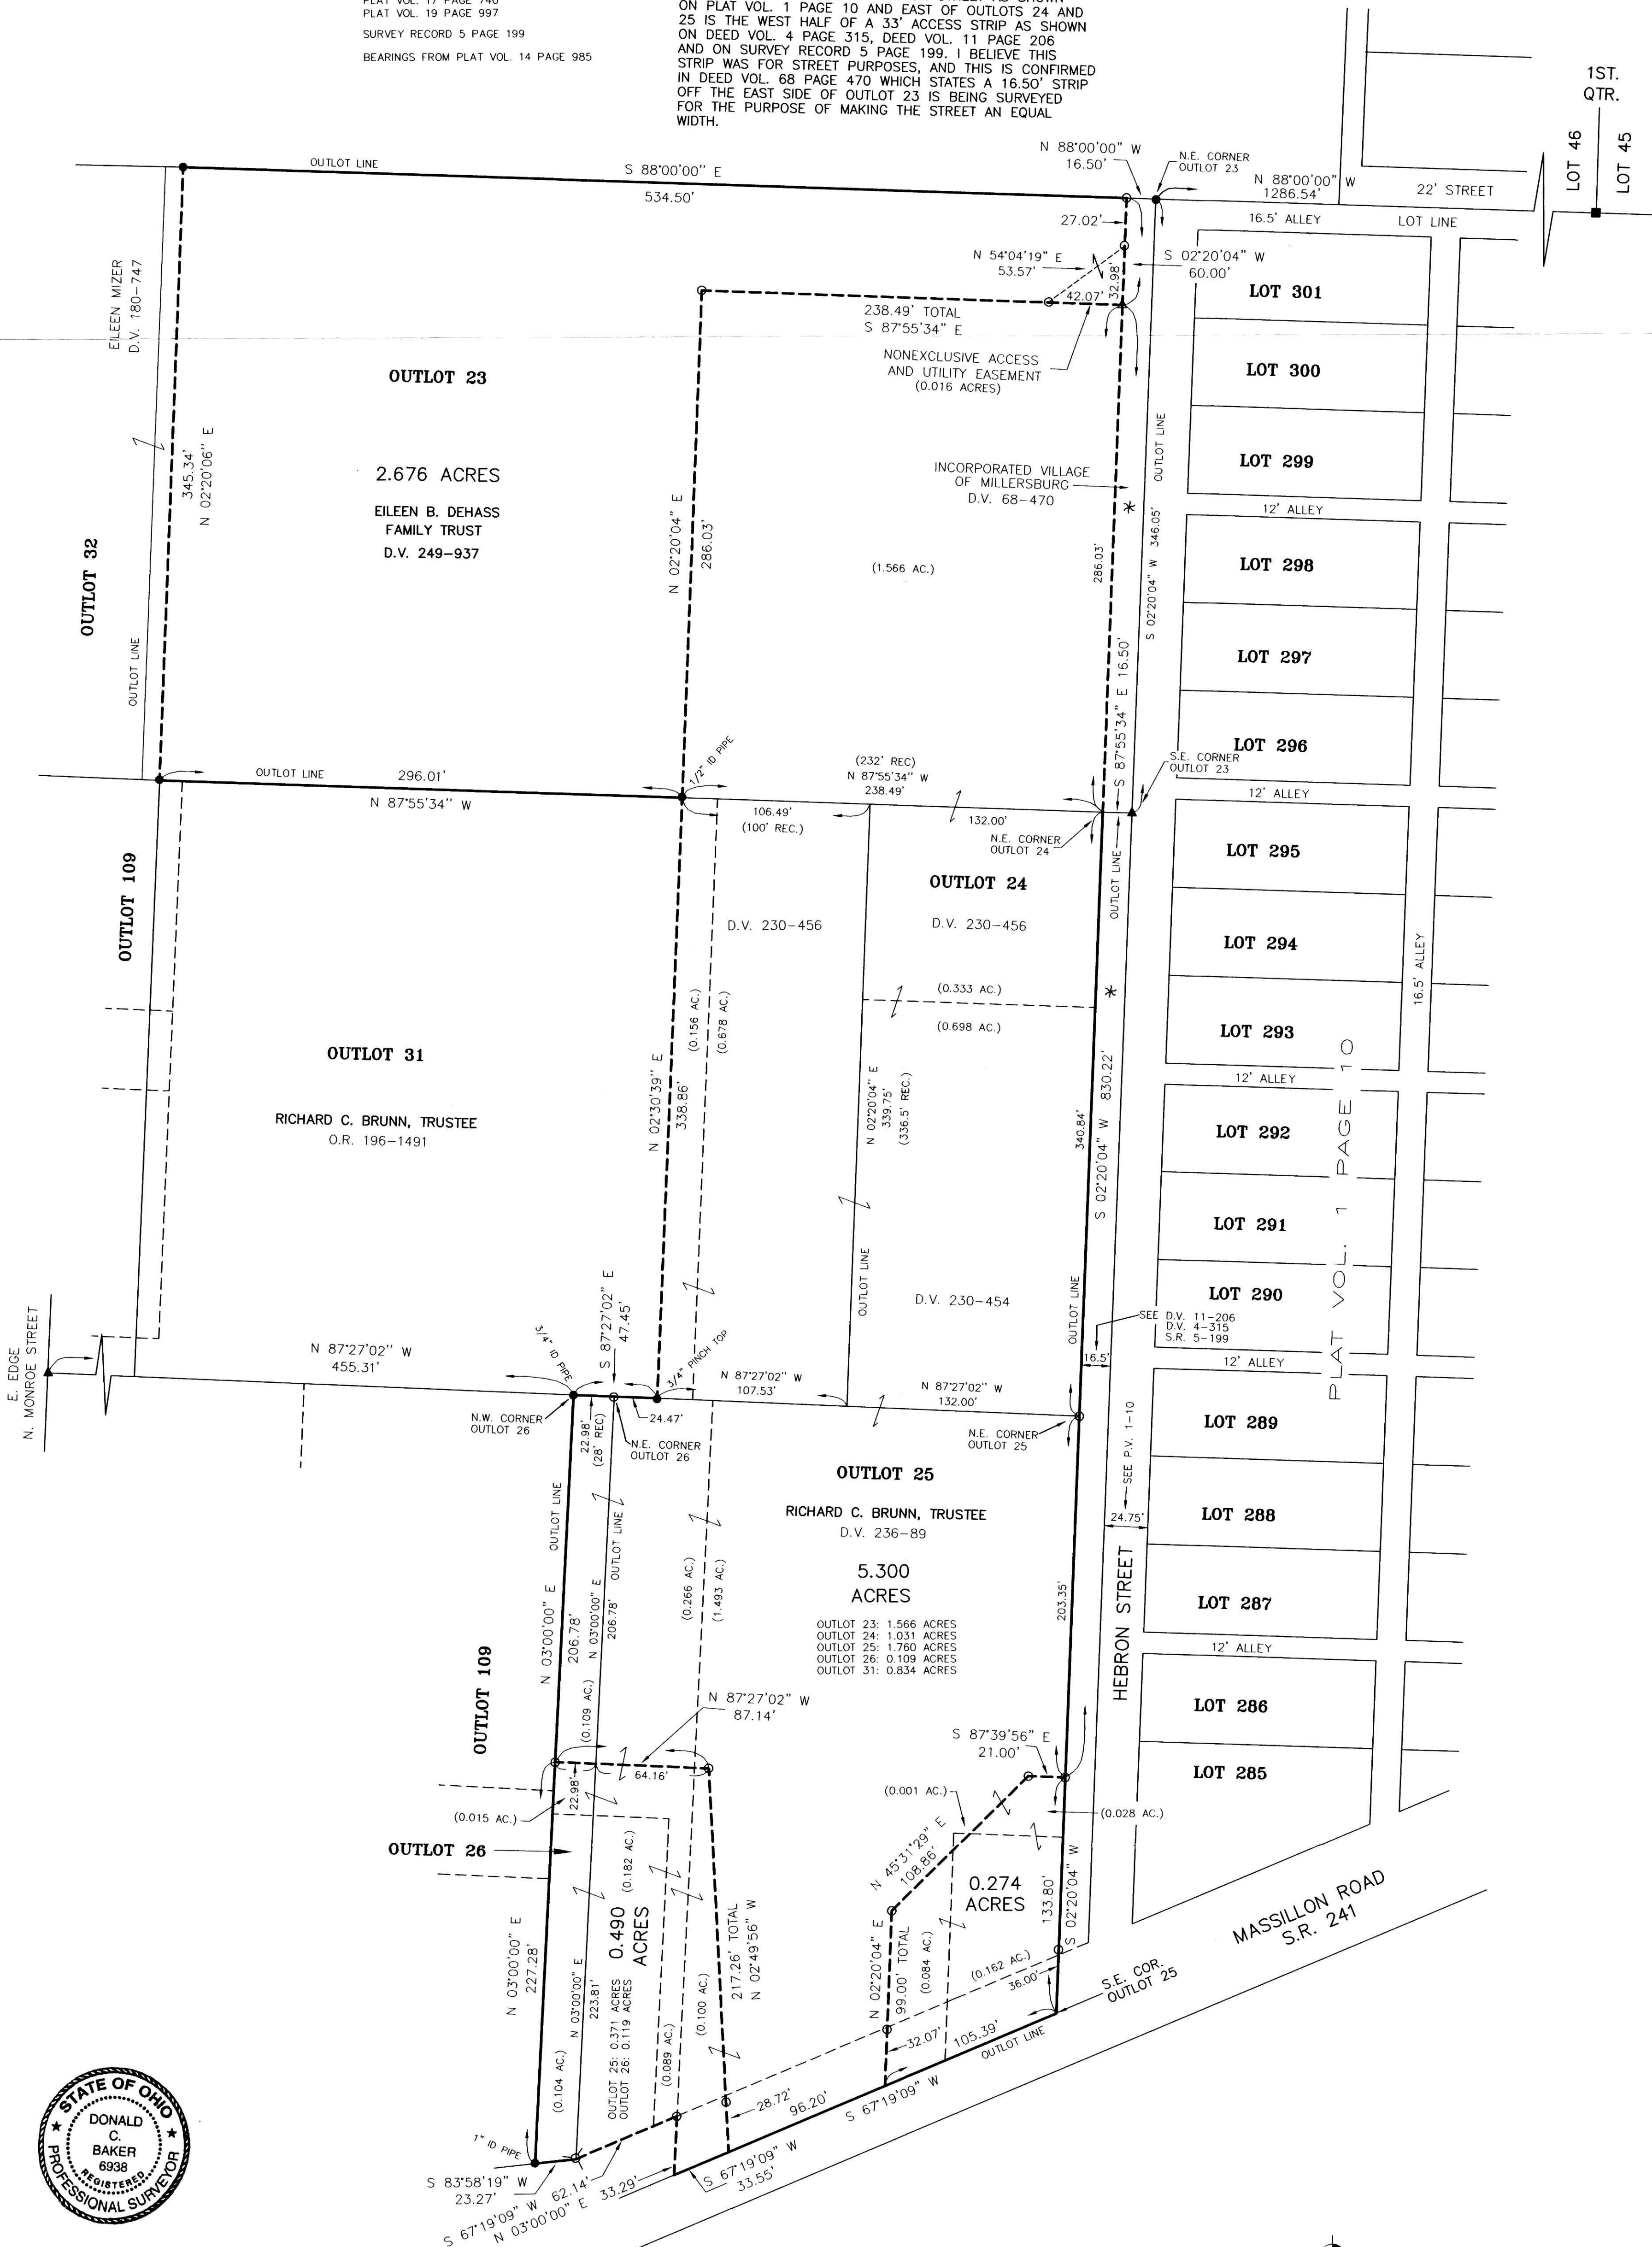 PLAT VOL. 19 PAGE 997
SURVEY RECORD 5 PAGE 199
BEARINGS FROM PLAT VOL. 14 PAGE 985
ON PLAT VOL. 1 PAGE 10 AND EAST OF OUTLOTS 24 AND
25 IS THE WEST HALF OF A 33' ACCESS STRIP AS SHOWN
ON DEED VOL. 4 PAGE 315, DEED VOL. 11 PAGE 206
AND ON SURVEY RECORD 5 PAGE 199. I BELIEVE THIS
STRIP WAS FOR STREET PURPOSES, AND THIS IS CONFIRMED
IN DEED VOL. 68 PAGE 470 WHICH STATES A 16.50' STRIP
OFF THE EAST SIDE OF OUTLOT 23 IS BEING SURVEYED
FOR THE PURPOSE OF MAKING THE STREET AN EQUAL
WIDTH.
1ST.
QTR.
LOT 46
LOT 45
OUTLOT LINE
S 88°00'00" E
534.50'
N 88°00'00" W
16.50'
N.E. CORNER
OUTLOT 23
N 88°00'00" W
1286.54'
22' STREET
16.5' ALLEY
LOT LINE
27.02'
N 54°04'19" E
53.57'
32.98'
S 02°20'04" W
60.00'
42.07'
238.49' TOTAL
S 87°55'34" E
NONEXCLUSIVE ACCESS
AND UTILITY EASEMENT
(0.016 ACRES)
EILEEN MIZER
D.V. 180-747
OUTLOT 23
345.34'
N 02°20'06" E
2.676 ACRES
EILEEN B. DEHASS
FAMILY TRUST
D.V. 249-937
OUTLOT 32
OUTLOT LINE
N 02°20'04" E
286.03'
INCORPORATED VILLAGE
OF MILLERSBURG
D.V. 68-470
(1.566 AC.)
286.03'
OUTLOT LINE
S 02°20'04" W 346.05'
S 87°55'34" E 16.50'
LOT 301
LOT 300
LOT 299
12' ALLEY
LOT 298
LOT 297
LOT 296
S.E. CORNER
OUTLOT 23
12' ALLEY
OUTLOT LINE
296.01'
N 87°55'34" W
1/2" ID PIPE
(232' REC)
N 87°55'34" W
238.49'
106.49'
(100' REC.)
132.00'
N.E. CORNER
OUTLOT 24
OUTLOT 109
OUTLOT 24
D.V. 230-456
D.V. 230-456
OUTLOT LINE
LOT 295
LOT 294
LOT 293
16.5' ALLEY
12' ALLEY
(0.333 AC.)
(0.698 AC.)
(0.156 AC.)
(0.678 AC.)
OUTLOT 31
RICHARD C. BRUNN, TRUSTEE
O.R. 196-1491
N 02°30'39" E
338.86'
N 02°20'04" E
339.75'
(336.5' REC.)
340.84'
S 02°20'04" W 830.22'
LOT 292
LOT 291
LOT 290
PLAT VOL. 1 PAGE 10
OUTLOT LINE
D.V. 230-454
OUTLOT LINE
SEE D.V. 11-206
D.V. 4-315
S.R. 5-199
16.5'
12' ALLEY
E. EDGE
N. MONROE STREET
N 87°27'02" W
455.31'
3/4" ID PIPE
S 87°27'02" E
47.45'
3/4" PINCH TOP
N 87°27'02" W
107.53'
N 87°27'02" W
132.00'
24.47'
N.W. CORNER
OUTLOT 26
22.98'
(28' REC)
N.E. CORNER
OUTLOT 26
N.E. CORNER
OUTLOT 25
LOT 289
LOT 288
LOT 287
SEE P.V. 1-10
24.75'
HEBRON STREET
12' ALLEY
OUTLOT 25
RICHARD C. BRUNN, TRUSTEE
D.V. 236-89
5.300
ACRES
OUTLOT 23: 1.566 ACRES
OUTLOT 24: 1.031 ACRES
OUTLOT 25: 1.760 ACRES
OUTLOT 26: 0.109 ACRES
OUTLOT 31: 0.834 ACRES
203.35'
OUTLOT LINE
N 03°00'00" E
206.78'
N 03°00'00" E
206.78'
OUTLOT LINE
(0.109 AC.)
(0.266 AC.)
(1.493 AC.)
OUTLOT 109
N 87°27'02" W
87.14'
64.16'
22.98'
(0.015 AC.)
OUTLOT 26
S 87°39'56" E
21.00'
(0.001 AC.)
(0.028 AC.)
LOT 286
LOT 285
N 45°31'29" E
108.86'
0.274
ACRES
133.80'
S 02°20'04" W
0.490
ACRES
(0.182 AC.)
OUTLOT 25: 0.371 ACRES
OUTLOT 26: 0.119 ACRES
N 03°00'00" E
227.28'
N 03°00'00" E
223.81'
(0.104 AC.)
(0.089 AC.)
(0.100 AC.)
217.26' TOTAL
N 02°49'56" W
N 02°20'04" E
99.00' TOTAL
(0.084 AC.)
(0.162 AC.)
36.00'
S.E. COR.
OUTLOT 25
MASSILLON ROAD
S.R. 241
32.07'
105.39'
OUTLOT LINE
28.72'
96.20'
S 67°19'09" W
S 67°19'09" W
33.55'
1" ID PIPE
S 83°58'19" W
23.27'
S 67°19'09" W 62.14'
N 03°00'00" E 33.29'
STATE OF OHIO
DONALD
C.
BAKER
6938
REGISTERED
PROFESSIONAL SURVEYOR